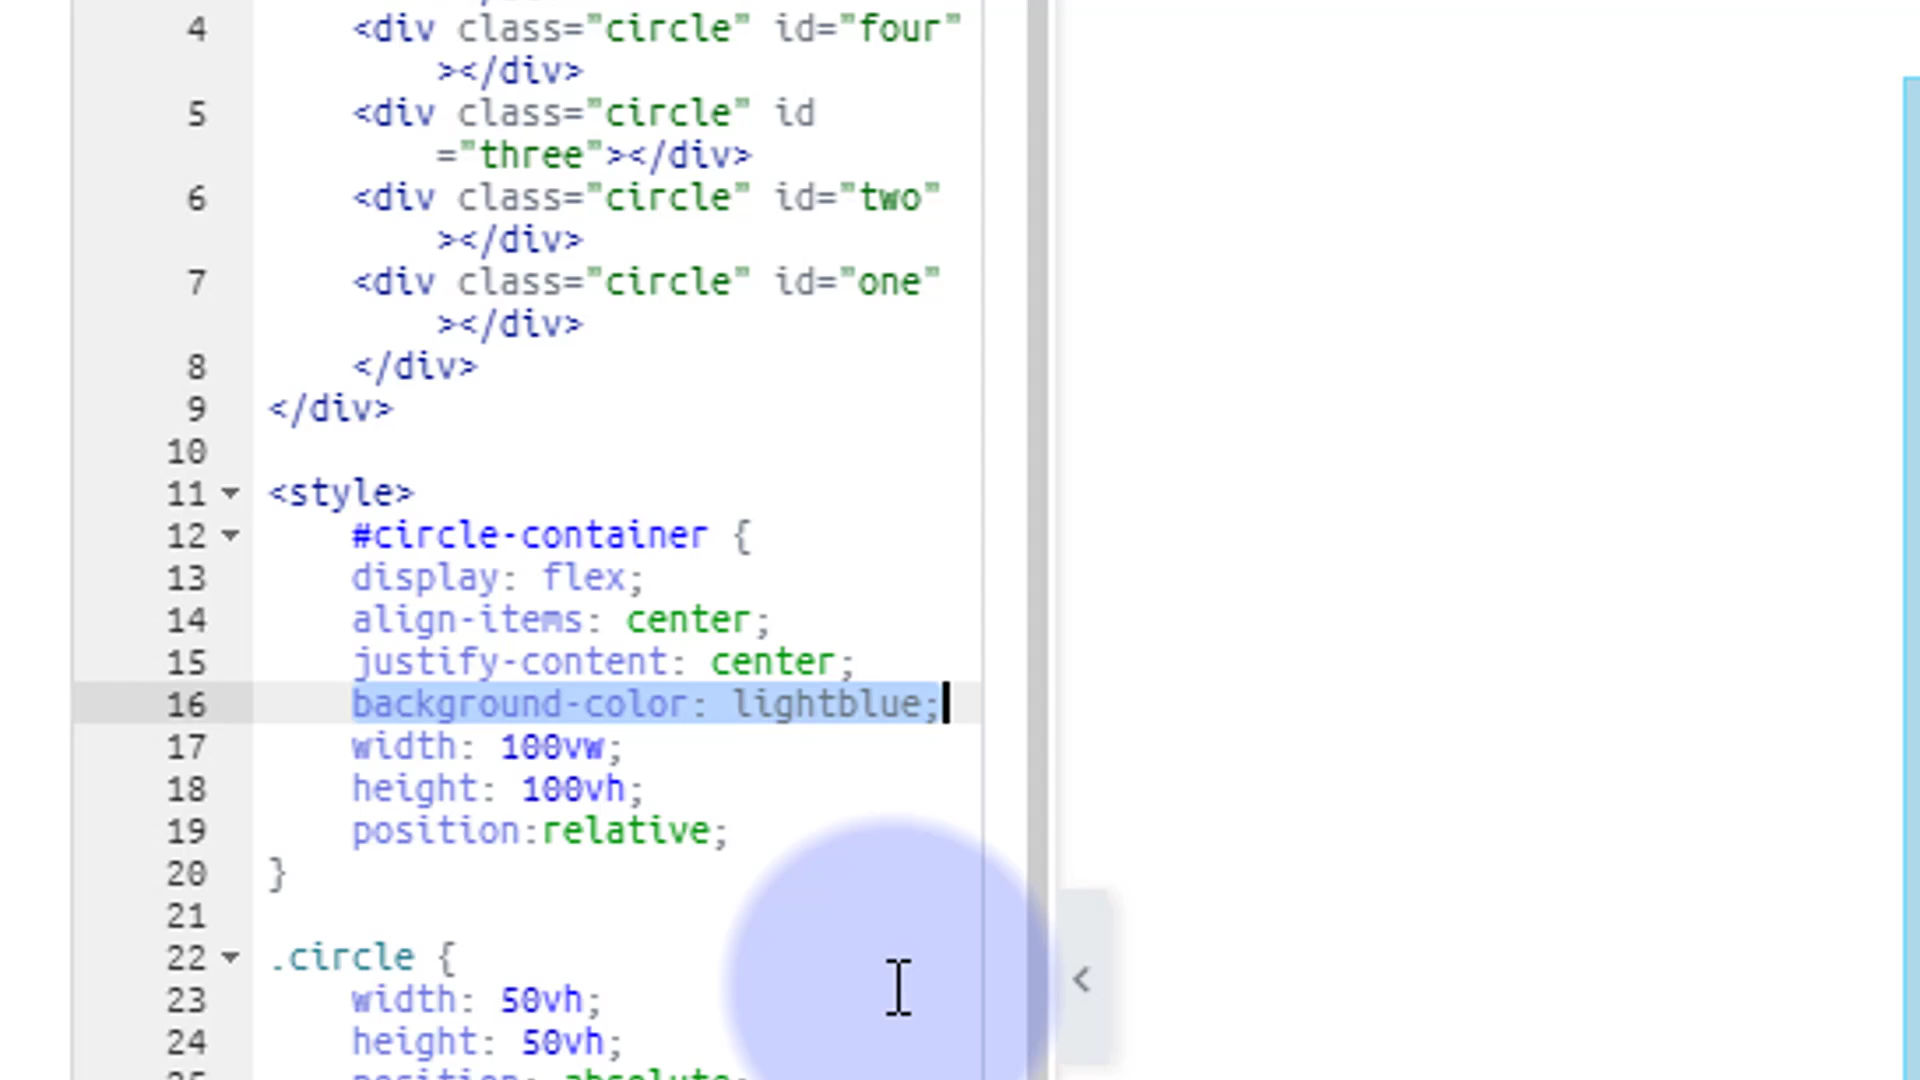 4 <div class="circle" id="four"
></div>
5 <div class="circle" id
="three"></div>
6 <div class="circle" id="two"
></div>
7 <div class="circle" id="one"
></div>
8 </div>
9 </div>
10
11 <style>
12 #circle-container {
13 display: flex;
14 align-items: center;
15 justify-content: center;
16 background-color: lightblue;
17 width: 100vw;
18 height: 100vh;
19 position:relative;
20 }
21
22 .circle {
23 width: 50vh;
24 height: 50vh;
25 position: absolute;